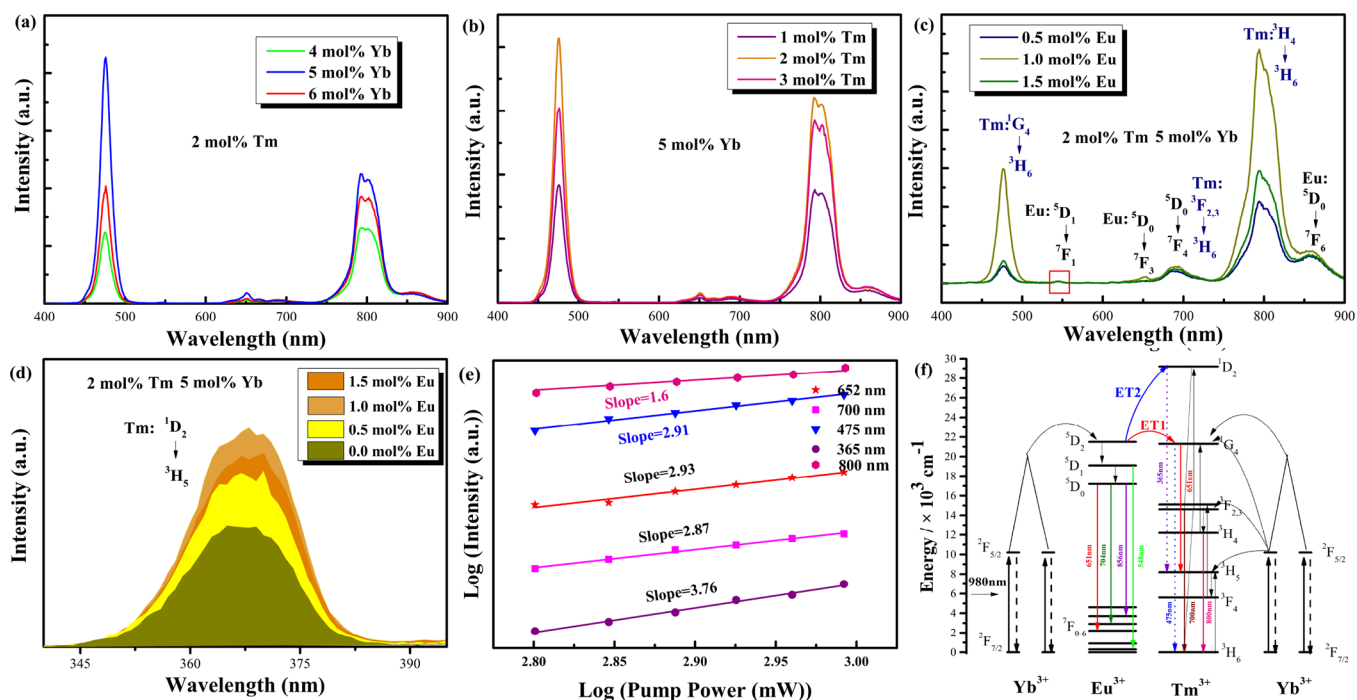 (a)
4 mol% Yb
5 mol% Yb
6 mol% Yb
2 mol% Tm
Intensity (a.u.)
400 500 600 700 800 900
Wavelength (nm)
(b)
1 mol% Tm
2 mol% Tm
3 mol% Tm
5 mol% Yb
Intensity (a.u.)
400 500 600 700 800 900
Wavelength (nm)
(c)
0.5 mol% Eu
1.0 mol% Eu
1.5 mol% Eu
Tm:³H₄
³H₆
2 mol% Tm 5 mol% Yb
Tm:¹G₄
³H₆
Eu: ⁵D₁
⁷F₁
Eu: ⁵D₀
⁷F₃
⁵D₀
⁷F₄
Tm:
³F₂,₃
³H₆
Eu:
⁵D₀
⁷F₆
Intensity (a.u.)
400 500 600 700 800 900
Wavelength (nm)
(d)
2 mol% Tm 5 mol% Yb
1.5 mol% Eu
1.0 mol% Eu
0.5 mol% Eu
0.0 mol% Eu
Tm: ¹D₂
³H₅
Intensity (a.u.)
345 360 375 390
Wavelength (nm)
(e)
Slope=1.6
Slope=2.91
Slope=2.93
Slope=2.87
Slope=3.76
652 nm
700 nm
475 nm
365 nm
800 nm
Log (Intensity (a.u.))
2.80 2.85 2.90 2.95 3.00
Log (Pump Power (mW))
(f)
30
28
26
24
22
20
18
16
14
12
10
8
6
4
2
0
Energy / × 10³ cm⁻¹
¹D₂
ET2
ET1
⁵D₂
⁵D₁
⁵D₀
G₄
³F₂,₃
³H₄
³H₅
³F₄
³H₆
⁷F₀₋₆
²F₅/₂
²F₇/₂
²F₅/₂
²F₇/₂
980nm
651nm
704nm
856nm
548nm
365nm
651nm
475nm
700nm
800nm
Yb³⁺ Eu³⁺ Tm³⁺ Yb³⁺